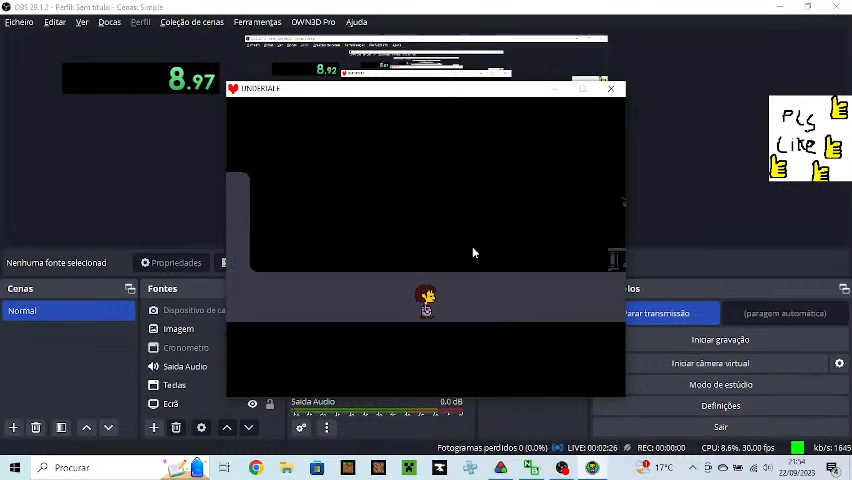 OBS 29.1.2 - Perfil: Sem título - Cenas: Simple
Ficheiro Editar Ver Docas Perfil Coleção de cenas Ferramentas OWN3D Pro Ajuda
8.97
8.92
UNDERTALE
PLS
LIKE
Nenhuma fonte selecionad
Propriedades
Cenas
Fontes
Normal
Dispositivo de ca
Imagem
Cronometro
Saida Audio
Teclas
Ecrã
Saida Audio
0.0 dB
Parar transmissão
(paragem automática)
Iniciar gravação
Iniciar câmera virtual
Modo de estúdio
Definições
Sair
Fotogramas perdidos 0 (0.0%) LIVE: 00:02:26 REC: 00:00:00 CPU: 8.6%, 30.00 fps kb/s: 1645
Procurar
17°C
21:54
22/09/2023